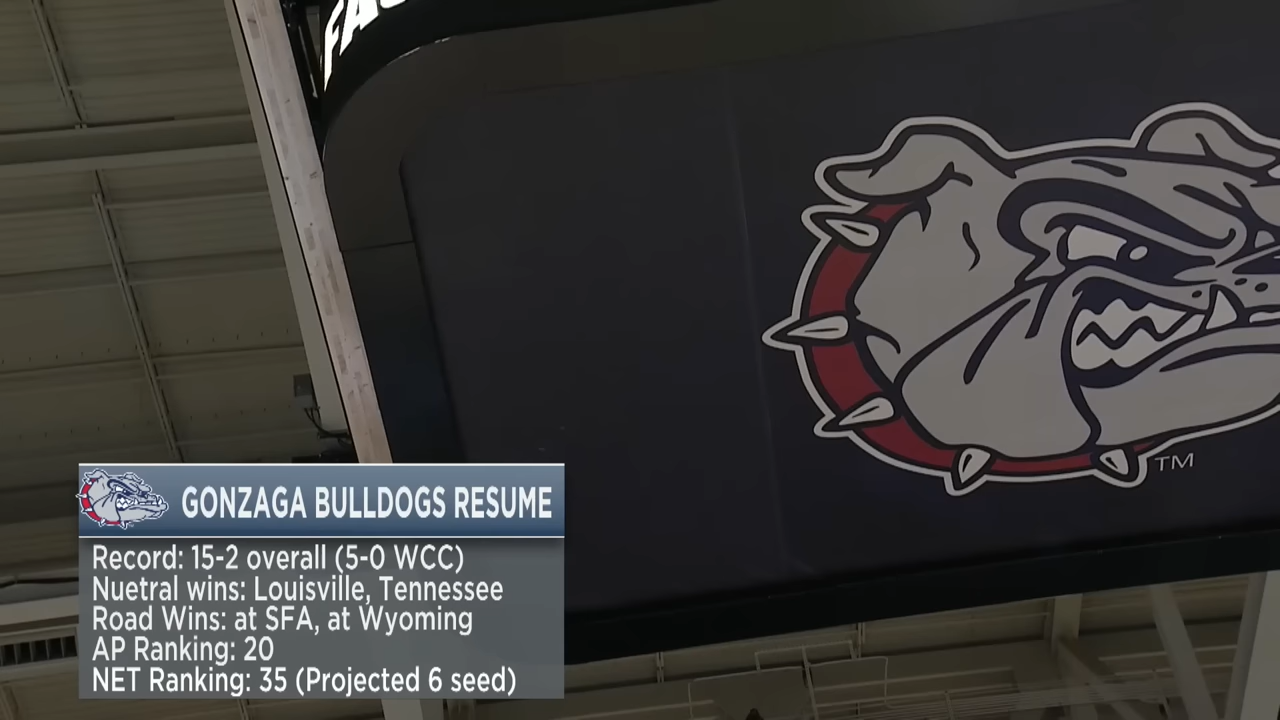 GONZAGA BULLDOGS RESUME
Record: 15-2 overall (5-0 WCC)
Nuetral wins: Louisville, Tennessee
Road Wins: at SFA, at Wyoming
AP Ranking: 20
NET Ranking: 35 (Projected 6 seed)
TM